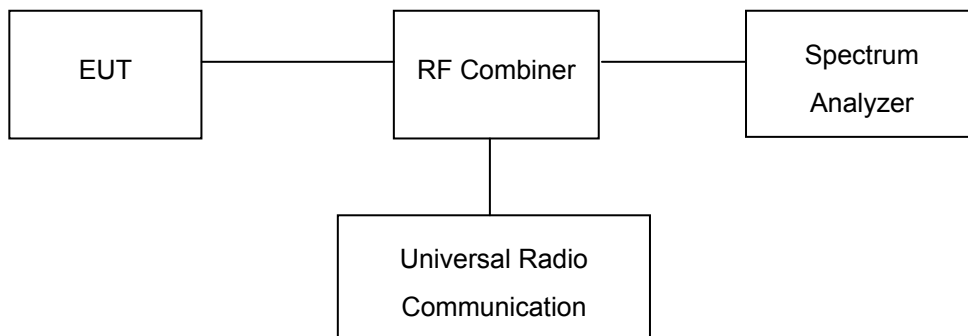 EUT
RF Combiner
Spectrum
Analyzer
Universal Radio
Communication